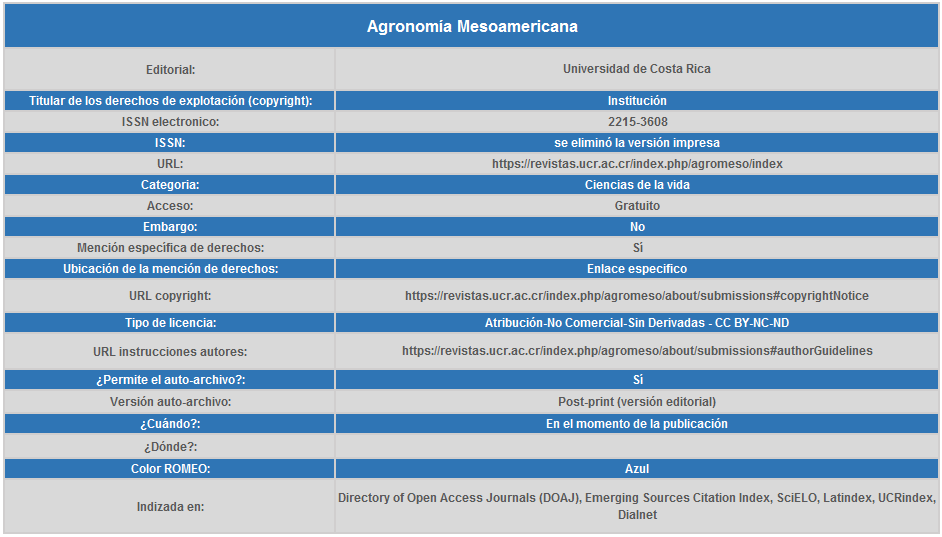 Agronomía Mesoamericana
Editorial: Universidad de Costa Rica
Titular de los derechos de explotación (copyright): Institución
ISSN electronico: 2215-3608
ISSN: se eliminó la versión impresa
URL: https://revistas.ucr.ac.cr/index.php/agromeso/index
Categoria: Ciencias de la vida
Acceso: Gratuito
Embargo: No
Mención específica de derechos: Sí
Ubicación de la mención de derechos: Enlace específico
URL copyright: https://revistas.ucr.ac.cr/index.php/agromeso/about/submissions#copyrightNotice
Tipo de licencia: Atribución-No Comercial-Sin Derivadas - CC BY-NC-ND
URL instrucciones autores: https://revistas.ucr.ac.cr/index.php/agromeso/about/submissions#authorGuidelines
¿Permite el auto-archivo?: Sí
Versión auto-archivo: Post-print (versión editorial)
¿Cuándo?: En el momento de la publicación
¿Dónde?:
Color ROMEO: Azul
Indizada en: Directory of Open Access Journals (DOAJ), Emerging Sources Citation Index, SciELO, Latindex, UCRindex,
Dialnet